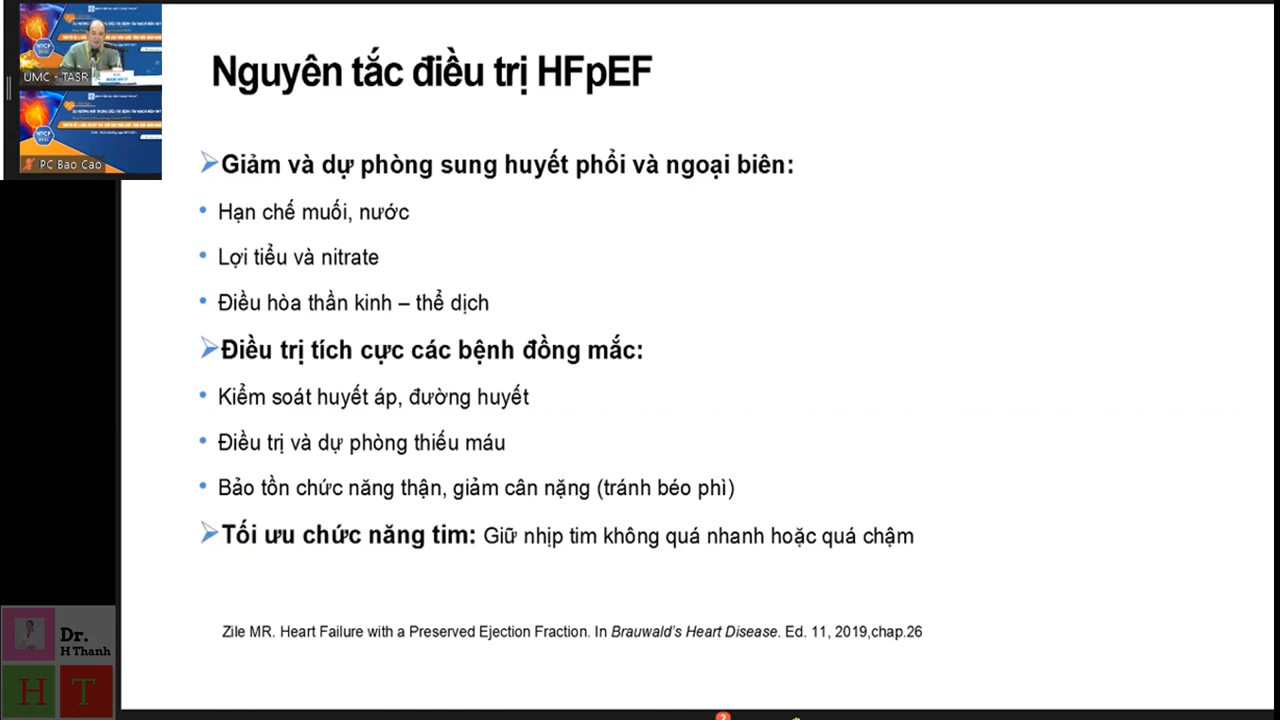 UMC - TASR
NTCF
PC Bao Cao
Nguyên tắc điều trị HFpEF
Giảm và dự phòng sung huyết phổi và ngoại biên:
Hạn chế muối, nước
Lợi tiểu và nitrate
Điều hòa thần kinh – thể dịch
Điều trị tích cực các bệnh đồng mắc:
Kiểm soát huyết áp, đường huyết
Điều trị và dự phòng thiếu máu
Bảo tồn chức năng thận, giảm cân nặng (tránh béo phì)
Tối ưu chức năng tim: Giữ nhịp tim không quá nhanh hoặc quá chậm
Zile MR. Heart Failure with a Preserved Ejection Fraction. In Brauwald's Heart Disease. Ed. 11, 2019,chap.26
Dr.
H Thanh
H T